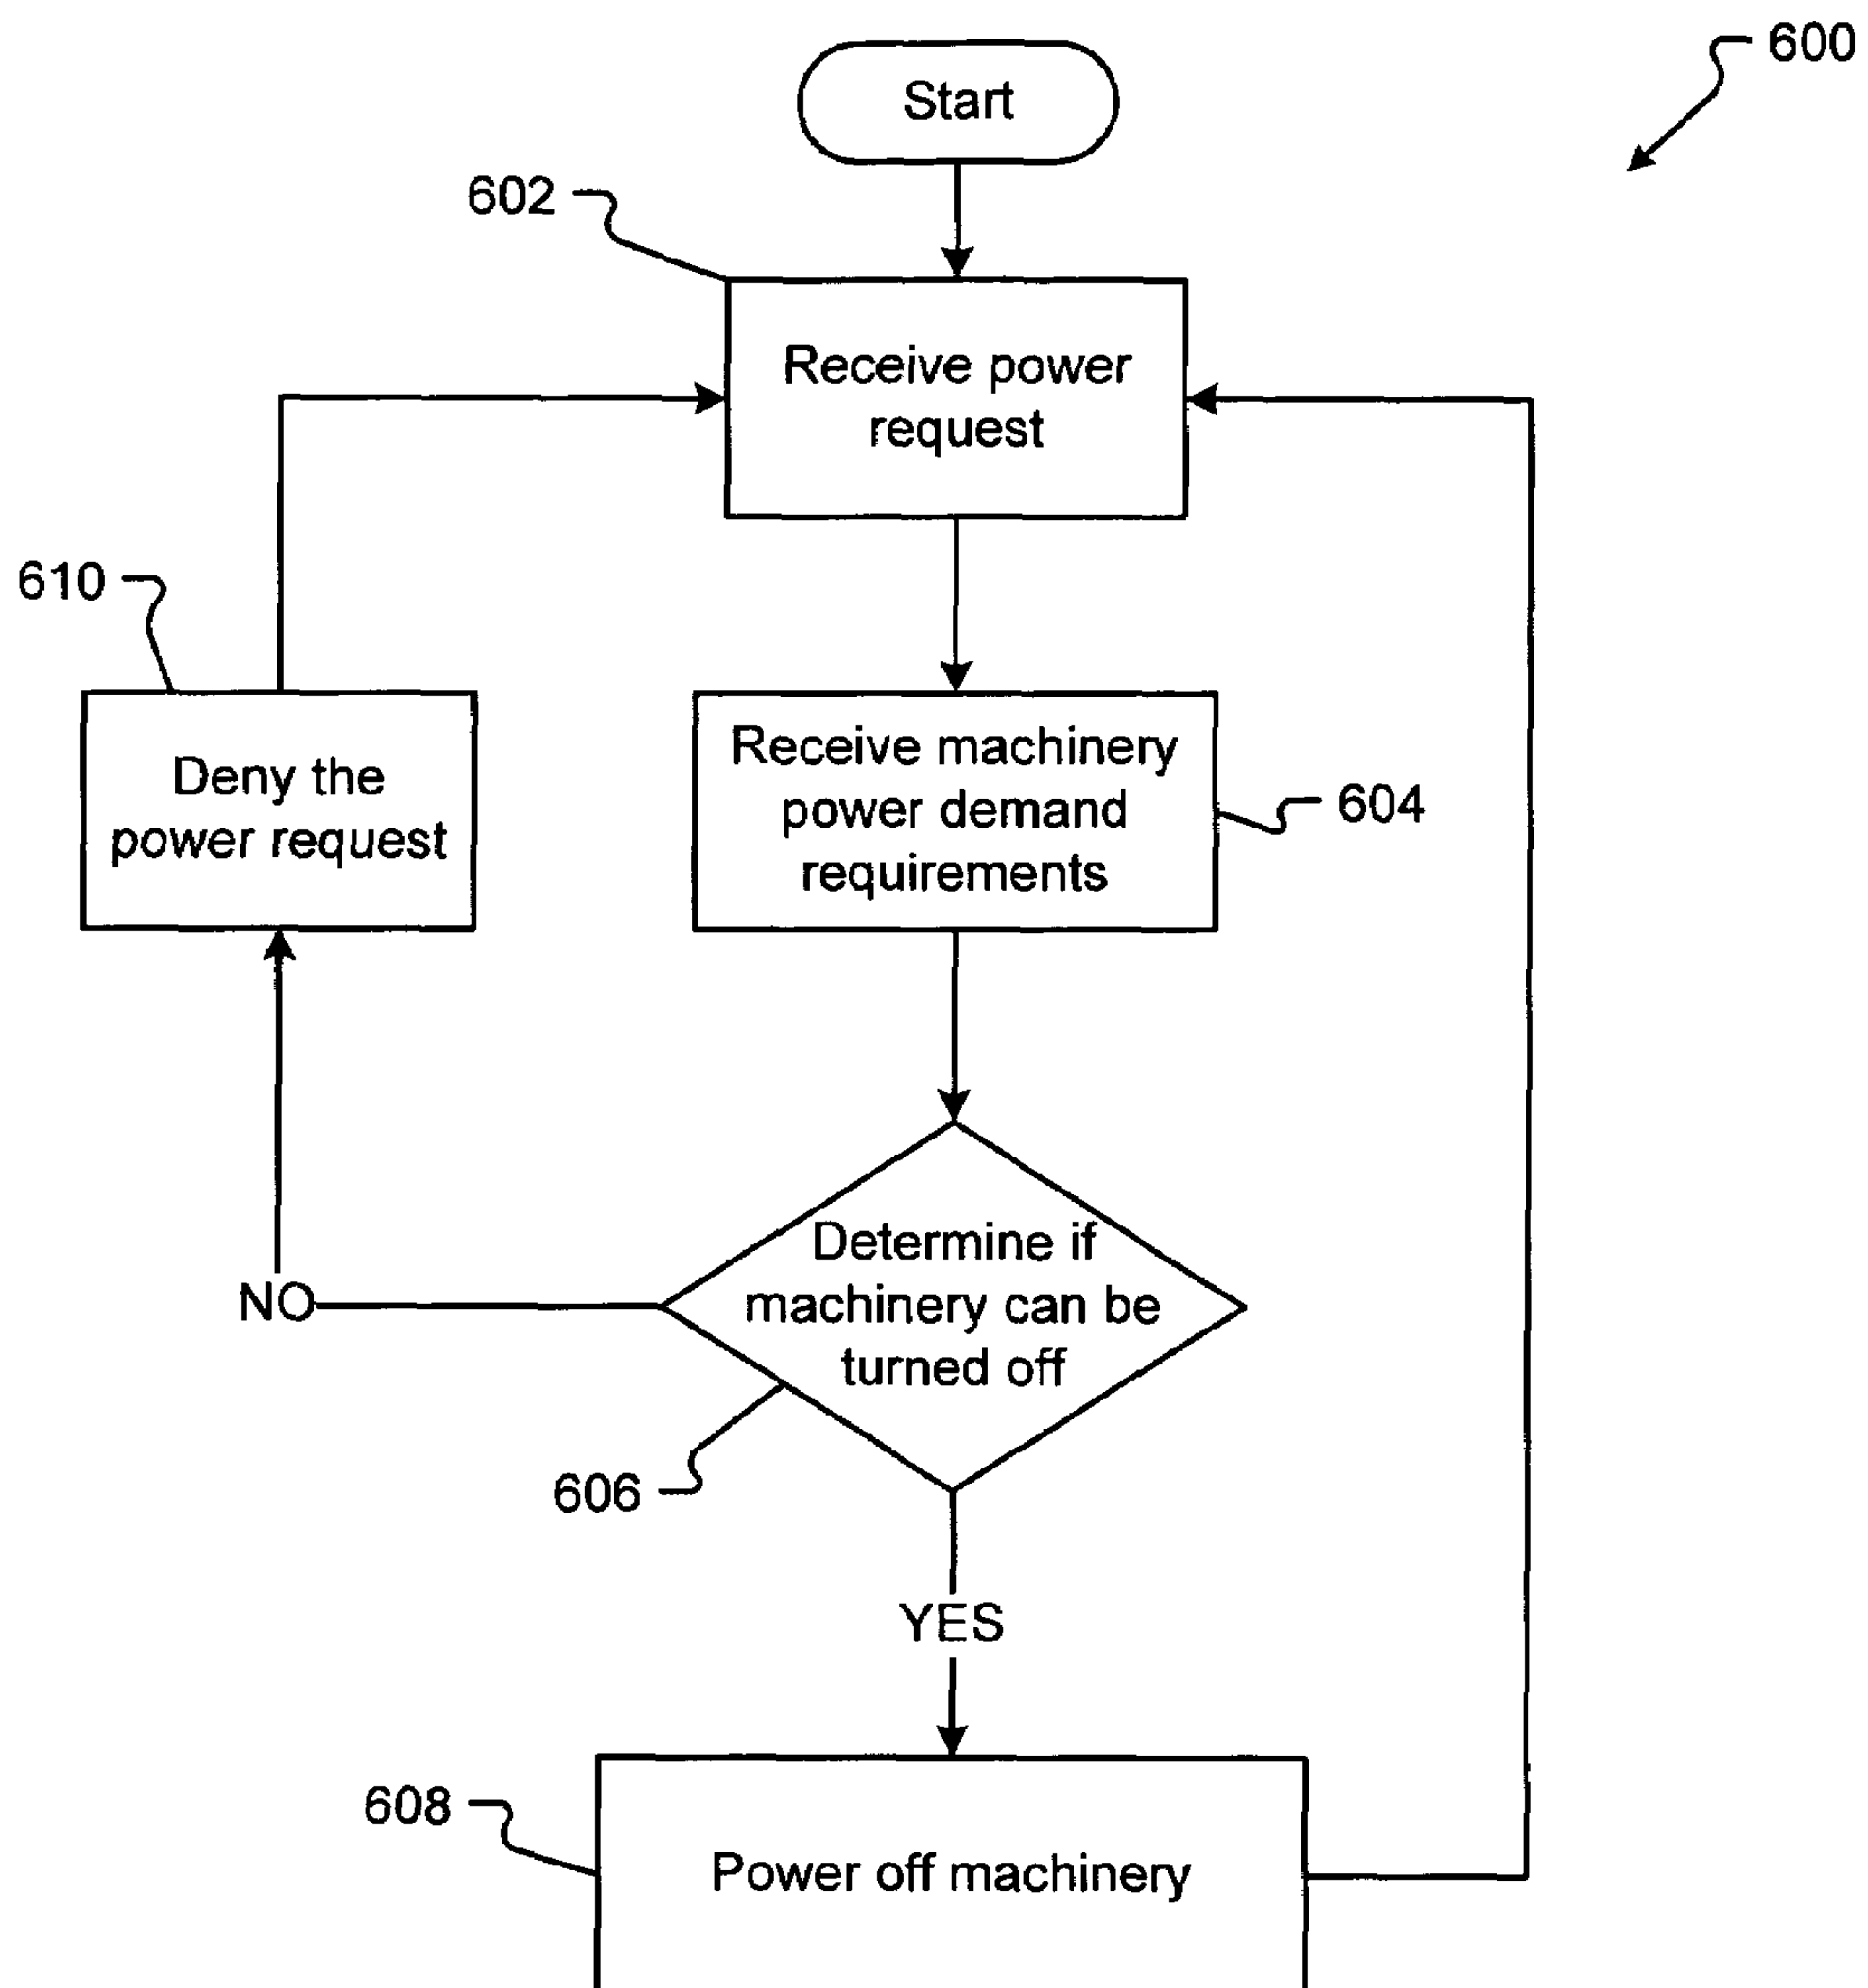 600
Start
602
Receive power
request
610
Deny the
power request
Receive machinery
power demand
requirements
604
Determine if
machinery can be
turned off
NO
606
YES
608
Power off machinery